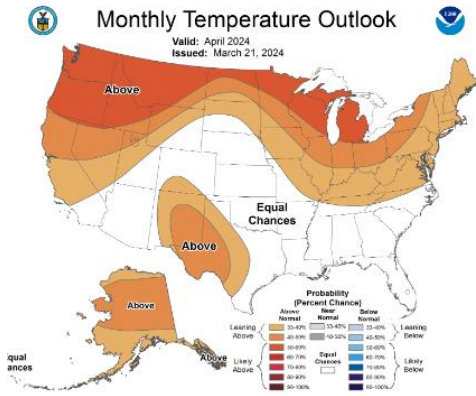 Monthly Temperature Outlook
Valid: April 2024
Issued: March 21, 2024
Above
Equal
Chances
Above
Above
Above
qual
ances
Probability
(Percent Chance)
Above
Normal
Near
Normal
Below
Normal
Leaning
Above
Likely
Above
33-40%
40-50%
50-60%
60-70%
70-80%
80-90%
90-100%
33-40%
40-50%
Equal
Chances
33-40%
40-50%
50-60%
60-70%
70-80%
80-90%
90-100%
Leaning
Below
Likely
Below